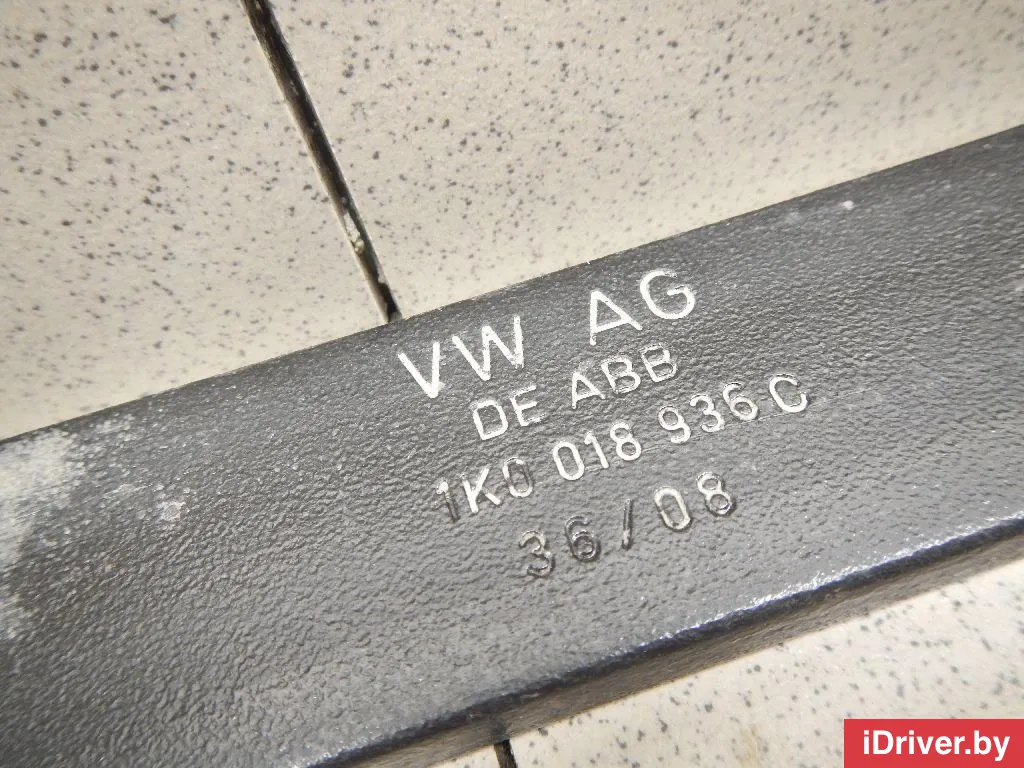 VW AG
DE ABB
1K0 018 936 C
36/08
iDriver.by